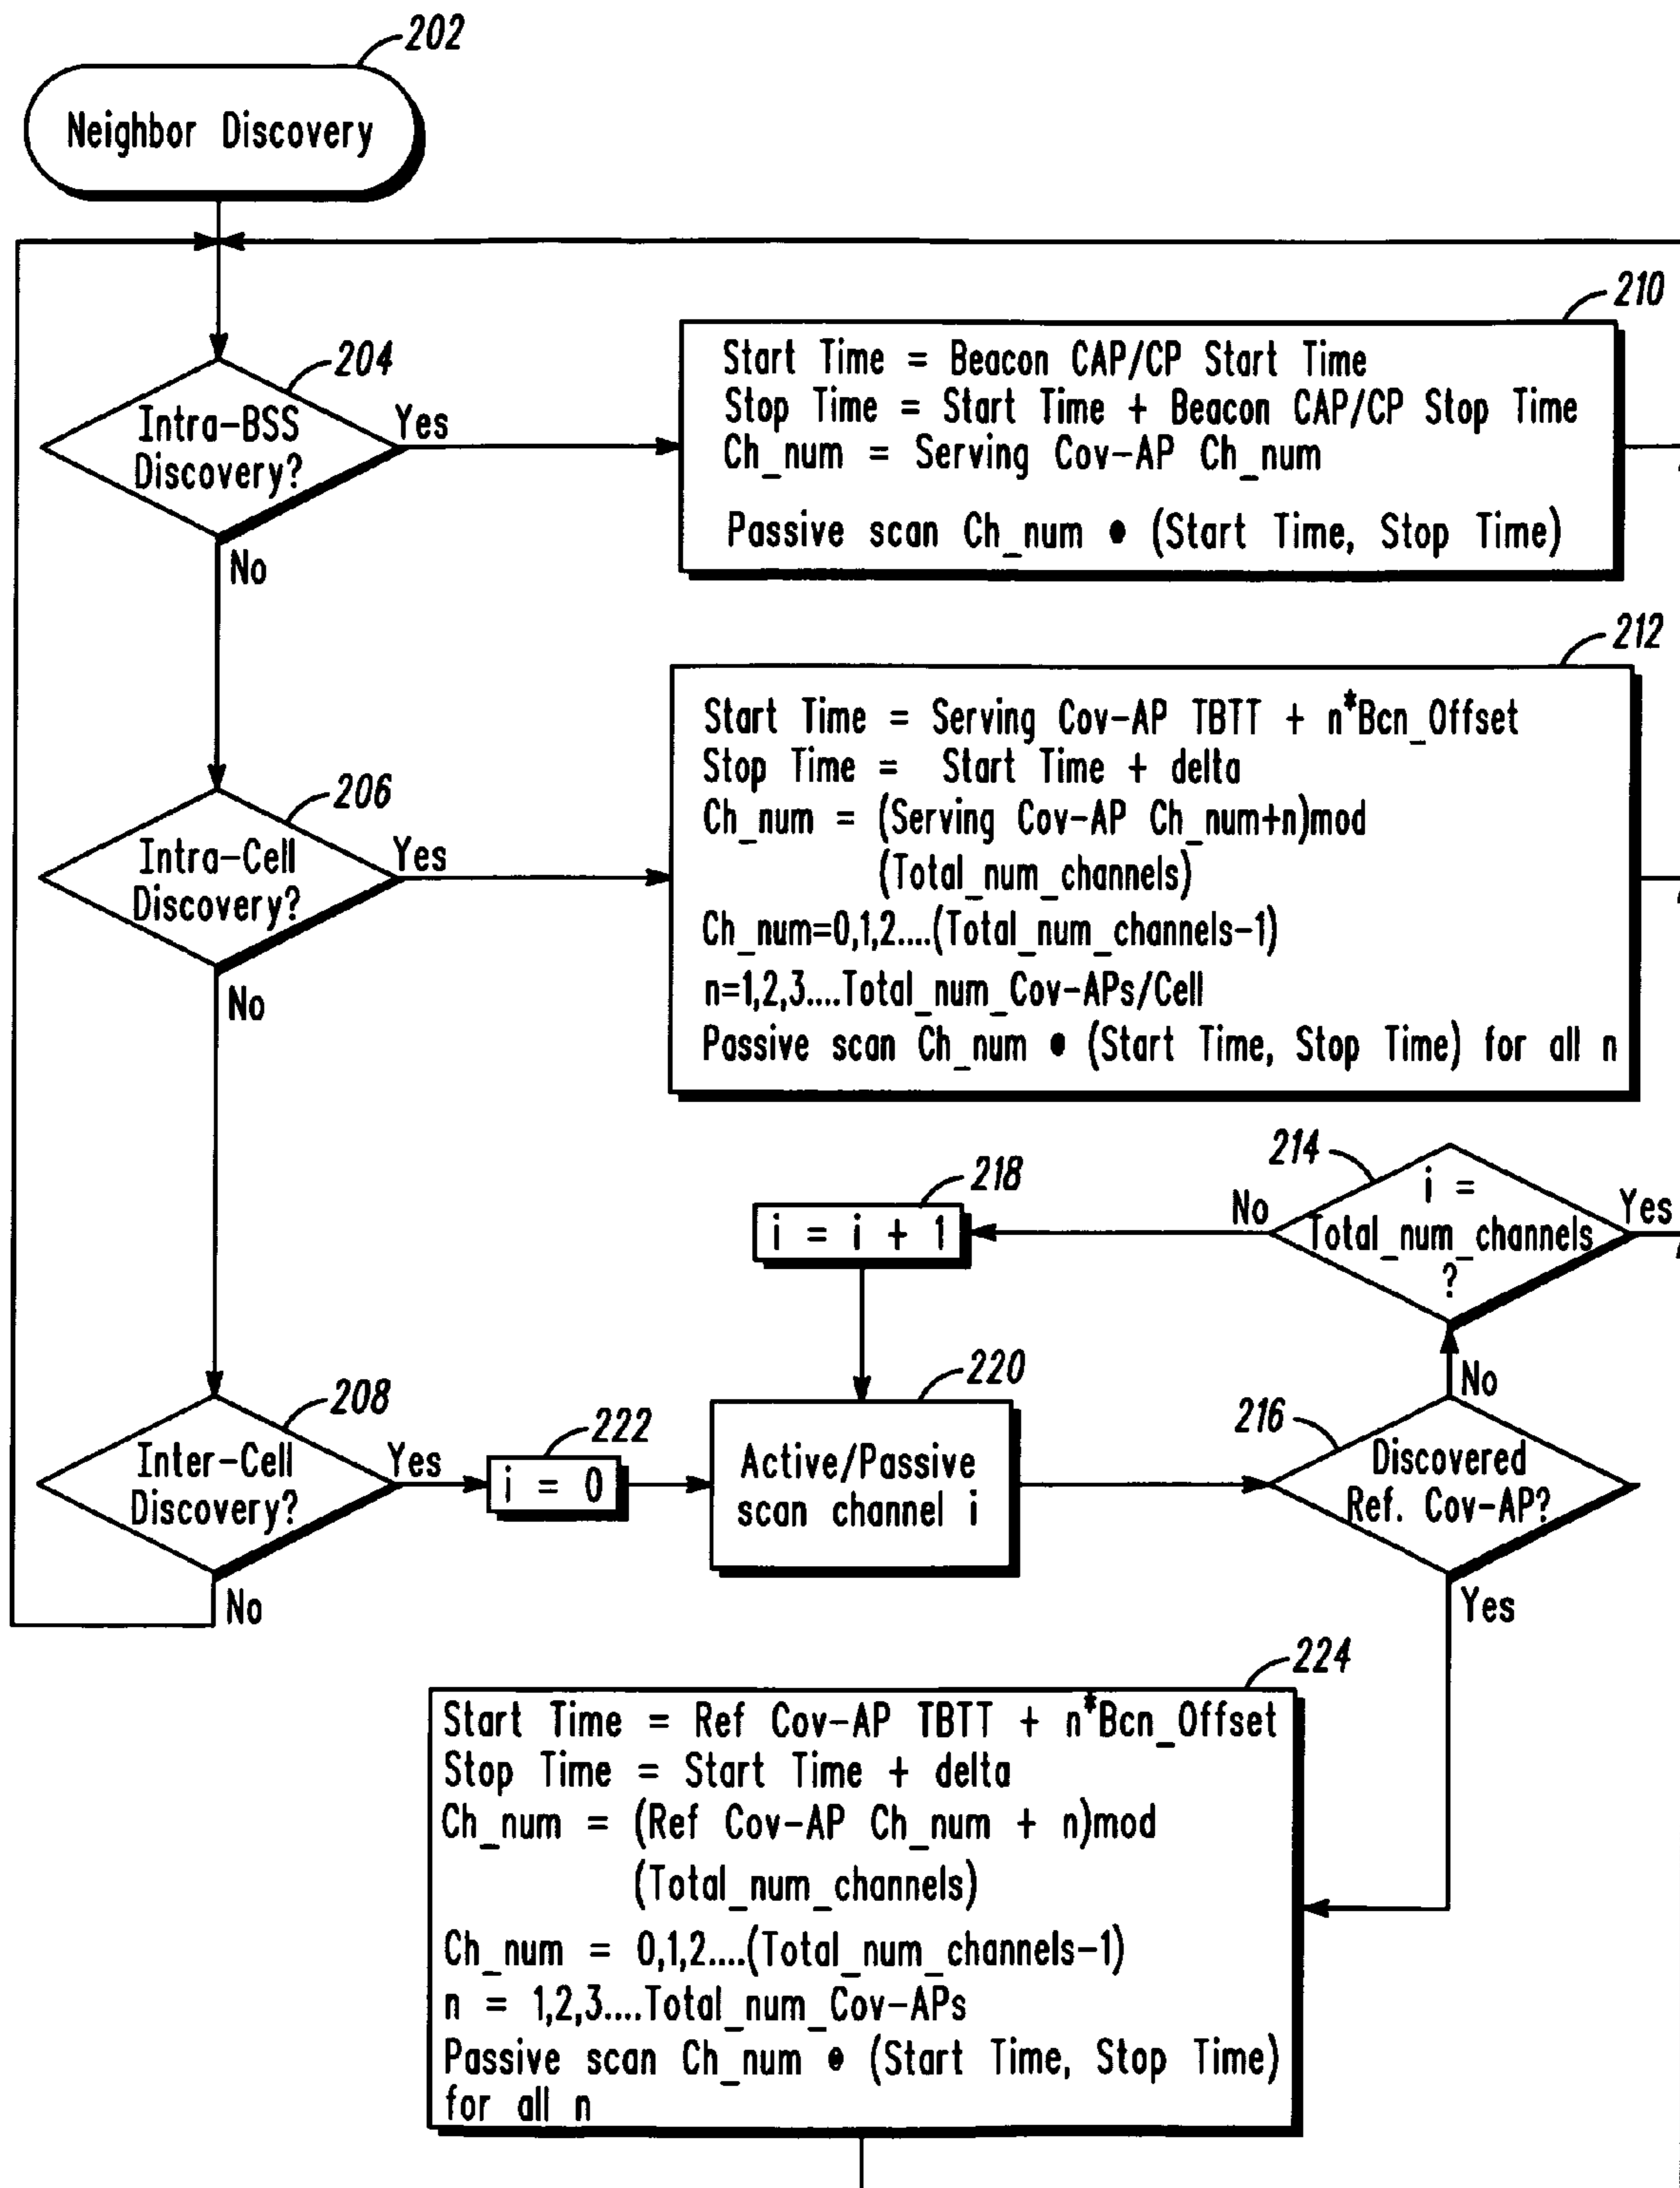 202
Neighbor Discovery
204
Intra-BSS
Discovery?
Yes
No
210
Start Time = Beacon CAP/CP Start Time
Stop Time = Start Time + Beacon CAP/CP Stop Time
Ch_num = Serving Cov-AP Ch_num
Passive scan Ch_num • (Start Time, Stop Time)
206
Intra-Cell
Discovery?
Yes
No
212
Start Time = Serving Cov-AP TBTT + n*Bcn_Offset
Stop Time = Start Time + delta
Ch_num = (Serving Cov-AP Ch_num+n)mod
(Total_num_channels)
Ch_num=0,1,2....(Total_num_channels-1)
n=1,2,3....Total_num_Cov-APs/Cell
Passive scan Ch_num • (Start Time, Stop Time) for all n
214
i =
Total_num_channels
?
Yes
No
218
i = i + 1
208
Inter-Cell
Discovery?
Yes
No
222
i = 0
220
Active/Passive
scan channel i
216
Discovered
Ref. Cov-AP?
No
Yes
224
Start Time = Ref Cov-AP TBTT + n*Bcn_Offset
Stop Time = Start Time + delta
Ch_num = (Ref Cov-AP Ch_num + n)mod
(Total_num_channels)
Ch_num = 0,1,2....(Total_num_channels-1)
n = 1,2,3....Total_num_Cov-APs
Passive scan Ch_num • (Start Time, Stop Time)
for all n